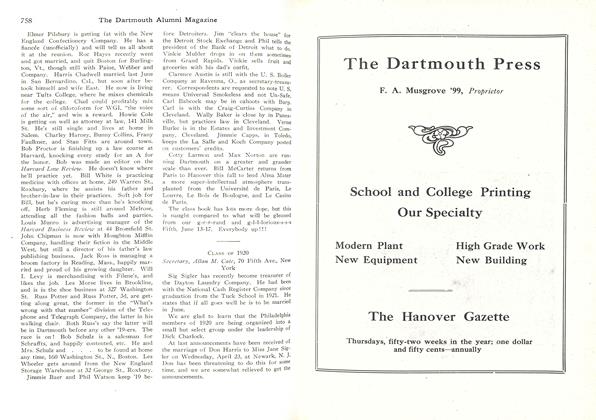 758
The Dartmouth Alumni Magazine
Elmer Pilsbury is getting fat with the New
England Confectionery Company. He has a
fiancée (unofficially) and will tell us all about
it at the reunion. Roz Hayes recently went
and got married, and quit Boston for Burling-
ton, Vt., though still with Paint, Webber and
Company. Harris Chadwell married last June
in San Bernardino, Cal., but soon after be-
took himself and wife East. He now is living
near Tufts College, where he mixes chemicals
for the college. Chad could profitably mix
some sort of chloroform for WGI, "the voice
of the air," and win a reward. Howie Cole
is getting on well as attorney at law, 141 Milk
St. He's still single and lives at home in
Salem. Charley Harcey, Bunny Collins, Frany
Faulkner, and Stan Fitts are around town.
Bob Proctor is finishing up a law course at
Harvard, knocking every study for an A for
the honor. Bob was made an editor on the
Harvard Law Review. He doesn't know where
he'll practice yet. Bill White is practicing
medicine with offices at home, 240 Warren St.,
Roxbury, where he assists his father and
brother-in-law in their practices. Soft job for
Bill, but he's curing more than he's knocking
off. Herb Fleming is still around Melrose,
attending all the fashion balls and parties.
Louis Munro is advertising manager of the
Harvard Business Review at 44 Bromfield St.
John Chipman is now with Houghton Mifflin
Company, handling their fiction in the Middle
West, but still a director of his father's law
publishing business. Jack Ross is managing a
broom factory in Reading, Mass., happily mar-
ried and proud of his growing daughter. Will
I. Levy is merchandising with Filene's, and
likes the job. Les Morse lives in Brookline,
and is in the shoe business at 527 Washington
St. Russ Potter and Russ Potter, 3d, are get-
ting along great, the former in the "What's
wrong with that number" division of the Tele-
phone and Telegraph Company, the latter in his
walking chair. Both Russ's say the latter will
be in Dartmouth before any other '19-ers. The
race is on! Bob Schulz is a salesman for
Schraffts, and happily contented, etc. He and
Mrs. Schulz to be found at home
any time, 160 Washington St., N., Boston. Les
Wheeler gets around from the New England
Storage Warehouse at 32 George St., Roxbury.
Jimmie Baer and Phil Watson keep '19 be-
fore Detroiters. Jim "clears the house" for
the Detroit Stock Exchange and Phil tells the
president of the Bank of Detroit what to do.
Vinkie Mulder drops in on them sometimes
from Grand Rapids. Vinkie sells fruit and
groceries with his dad's outfit.
Clarence Austin is still with the U. S. Boiler
Company at Ravenna, O., as secretary-treasu-
rer. Correspondents are requested to note U. S.
means Universal Smokeless and not Un-Safe.
Carl Babcock may be in cahoots with Bary.
Carl is with the Craig-Curtiss Company in
Cleveland. Wally Baker is close by in Paines-
ville, but practices law in Cleveland. Verne
Burke is in the Estates and Investment Com-
pany, Cleveland. Jimmie Capps, in Toledo,
keeps the La Salle and Koch Company posted
on customers' credits.
Cotty Larmon and Max Norton are run-
ning Dartmouth on a greater and grander
scale than ever. Bill McCarter returns from
Paris to Hanover this fall to lend Alma Mater
a more super-intellectual atmosphere trans-
planted from the Université de Paris, Le
Louvre, Le Bois de Boulogne, and Le Casino
de Paris.
The class book has lots more dope, but this
is naught compared to what will be gleaned
from our
Fifth, June 13-17. Everybody up!!!
Class of 1920
Secretary, Allan M. Cate, 70 Fifth Ave., New
York
Sig Sigler has recently become treasurer of
the Dayton Laundry Company. He had been
with the National Cash Register Company since
graduation from the Tuck School in 1921. He
states that if all goes well he is to be married
in June.
We are glad to learn that the Philadelphia
members of 1920 are being organized into a
small but select group under the leadership of
Dick Charlock.
At last announcements have been received of
the marriage of Don Harris to Miss Jane Sig-
ler on Wednesday, April 23, at Newark, N. J.
Don has been threatening to do this for some
time, and we are somewhat relieved to get the
announcements.
The Dartmouth Press
F. A. Musgrove '99, Proprietor
School and College Printing
Our Specialty
Modern Plant
New Equipment
High Grade Work
New Building
The Hanover Gazette
Thursdays, fifty-two weeks in the year; one dollar
and fifty cents—annually